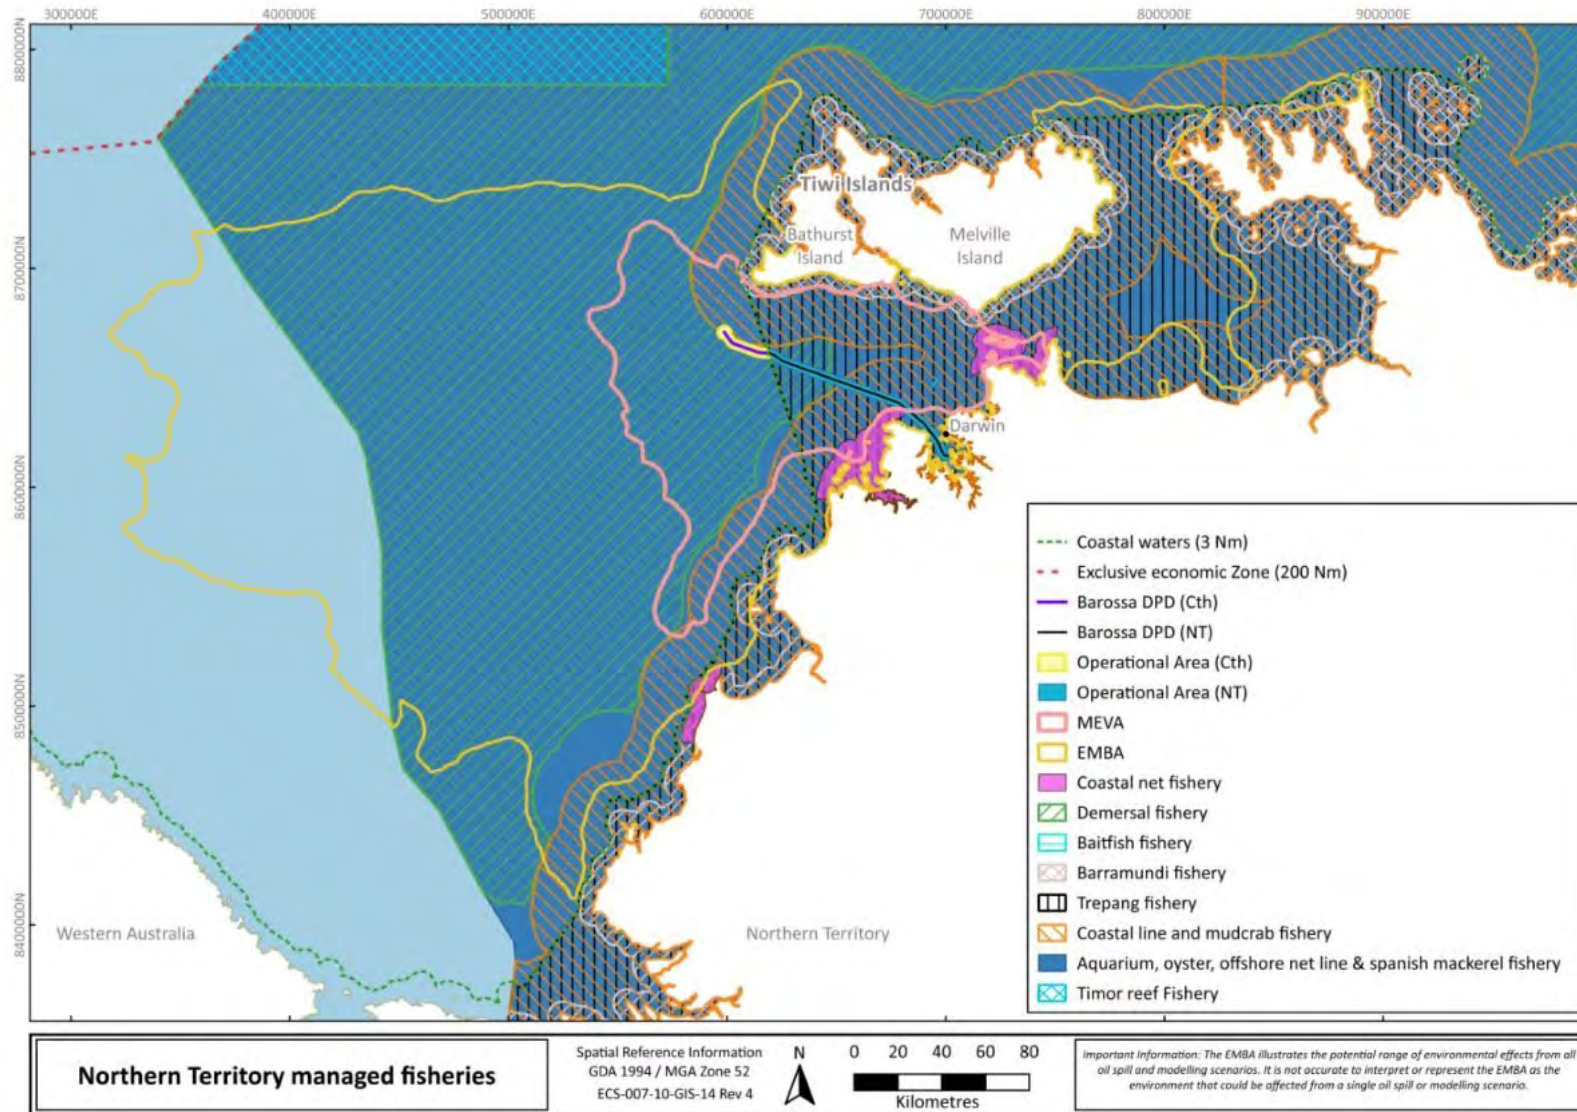 300000E
400000E
500000E
600000E
700000E
800000E
900000E
8800000N
8700000N
8600000N
8500000N
8400000N
Tiwi Islands
Bathurst
Island
Melville
Island
Darwin
Western Australia
Northern Territory
Coastal waters (3 Nm)
Exclusive economic Zone (200 Nm)
Barossa DPD (Cth)
Barossa DPD (NT)
Operational Area (Cth)
Operational Area (NT)
MEVA
EMBA
Coastal net fishery
Demersal fishery
Baitfish fishery
Barramundi fishery
Trepang fishery
Coastal line and mudcrab fishery
Aquarium, oyster, offshore net line & spanish mackerel fishery
Timor reef Fishery
Northern Territory managed fisheries
Spatial Reference Information
GDA 1994 / MGA Zone 52
ECS-007-10-GIS-14 Rev 4
N
0 20 40 60 80
Kilometres
Important Information: The EMBA illustrates the potential range of environmental effects from all
oil spill and modelling scenarios. It is not accurate to interpret or represent the EMBA as the
environment that could be affected from a single oil spill or modelling scenario.